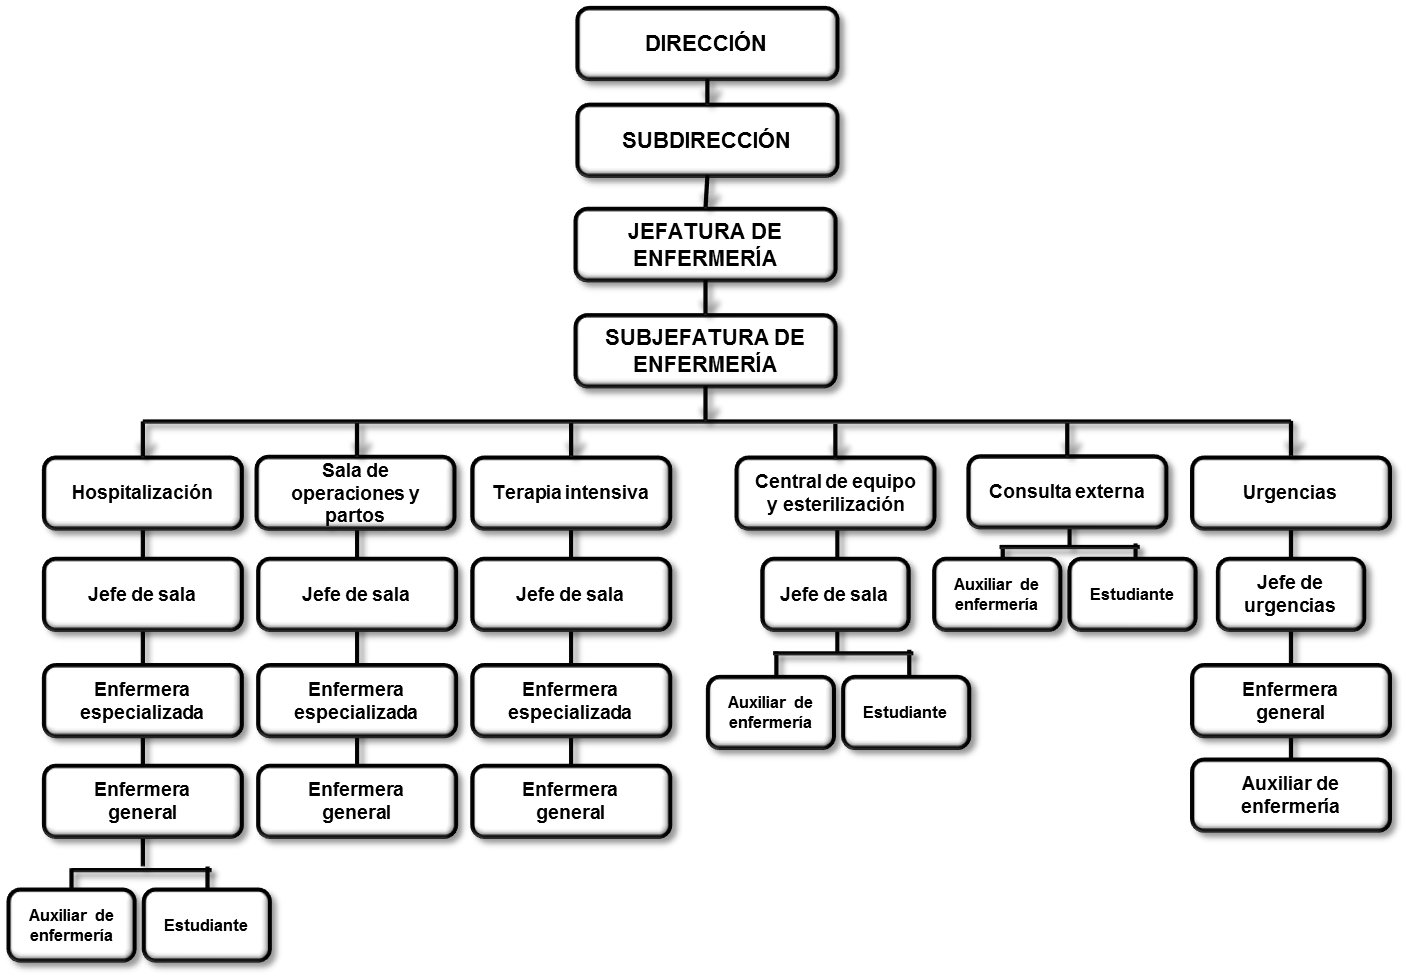 DIRECCIÓN
SUBDIRECCIÓN
JEFATURA DE
ENFERMERÍA
SUBJEFATURA DE
ENFERMERÍA
Hospitalización
Sala de
operaciones y
partos
Terapia intensiva
Central de equipo
y esterilización
Consulta externa
Urgencias
Jefe de sala
Jefe de sala
Jefe de sala
Jefe de sala
Auxiliar de
enfermería
Estudiante
Jefe de
urgencias
Enfermera
especializada
Enfermera
especializada
Enfermera
especializada
Auxiliar de
enfermería
Estudiante
Enfermera
general
Enfermera
general
Enfermera
general
Enfermera
general
Auxiliar de
enfermería
Auxiliar de
enfermería
Estudiante